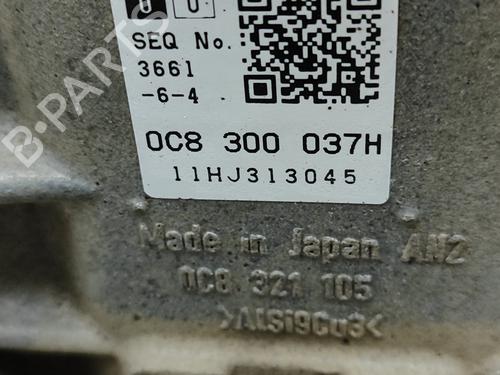 SEQ No.
3661
-6-4
0C8 300 037H
11HJ313045
Made in Japan AN2
0C8 321 105
>AlSi9Cu3<
B-PARTS